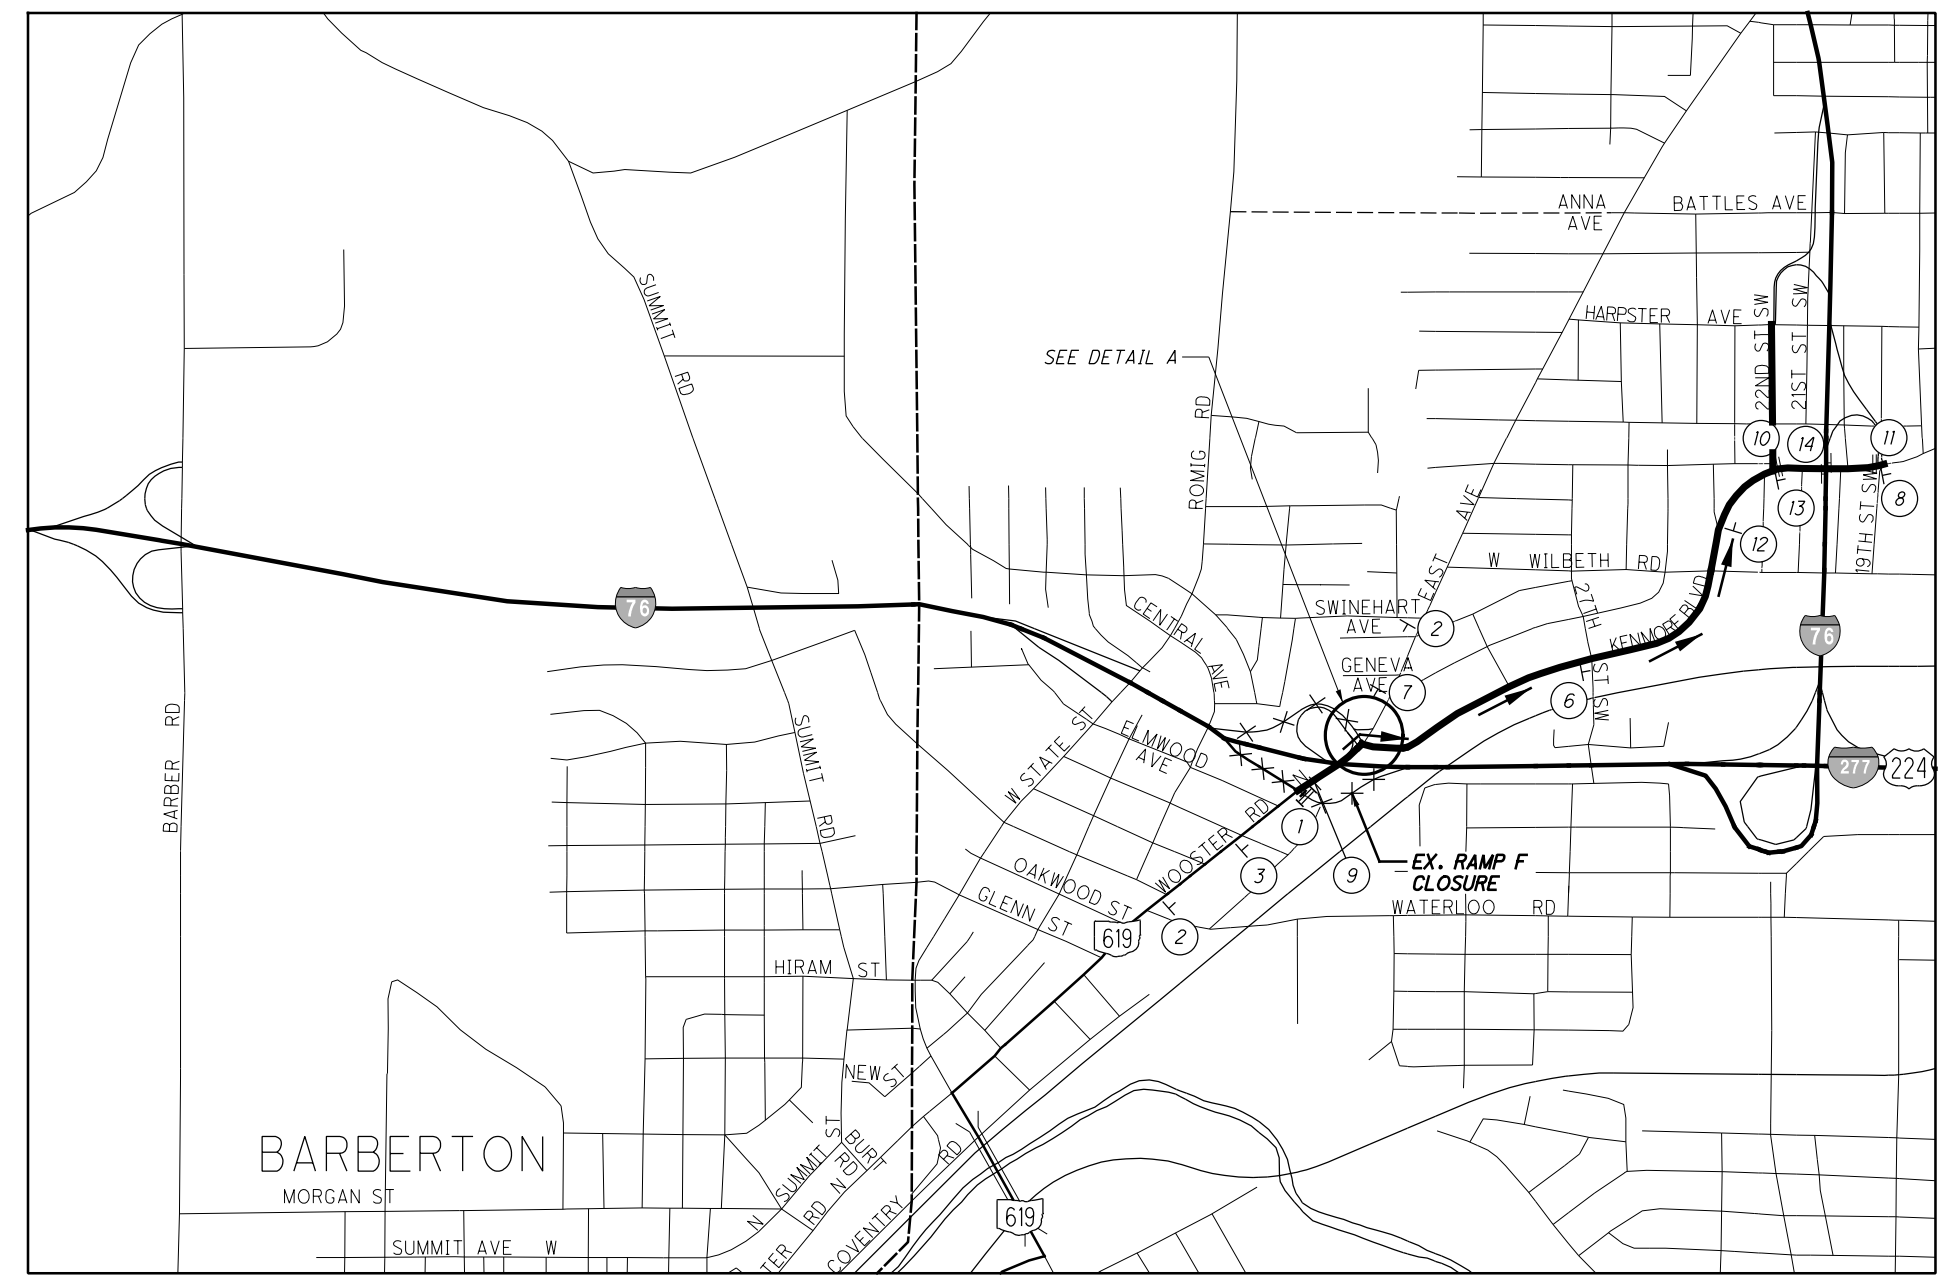 ANNA
AVE
BATTLES AVE
SUMMIT
RD
HARPSTER AVE
22ND ST SW
21ST ST SW
SEE DETAIL A
ROMIG RD
10
14
11
8
13
12
19TH ST SW
EAST AVE
W WILBETH RD
76
CENTRAL AVE
SWINEHART
AVE
2
27TH ST SW
KENMORE BLVD
76
GENEVA
AVE
7
6
BARBER RD
SUMMIT RD
W STATE ST
ELMWOOD
AVE
277
224
N
WOOSTER RD
1
3
9
EX. RAMP F
CLOSURE
WATERLOO RD
OAKWOOD ST
GLENN ST
619
2
HIRAM ST
NEW ST
BARBERTON
MORGAN ST
N SUMMIT ST
BURT
RD
RD N
TER
COVENTRY RD
619
SUMMIT AVE W